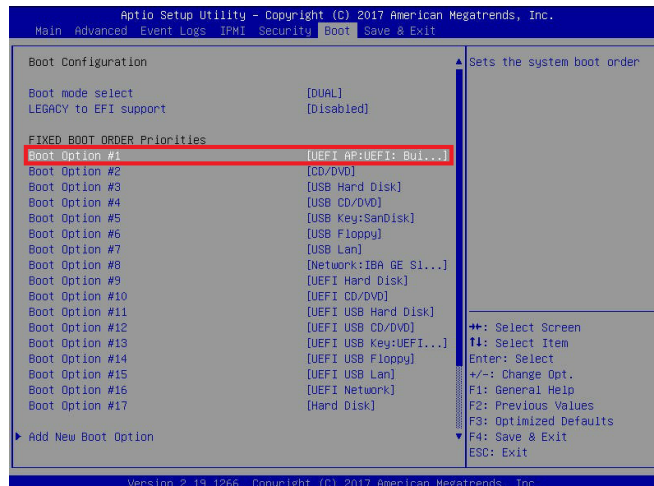 Aptio Setup Utility – Copyright (C) 2017 American Megatrends, Inc.
Main Advanced Event Logs IPMI Security Boot Save & Exit
Boot Configuration
Boot mode select [DUAL]
LEGACY to EFI support [Disabled]
FIXED BOOT ORDER Priorities
Boot Option #1 [UEFI AP:UEFI: Bui...]
Boot Option #2 [CD/DVD]
Boot Option #3 [USB Hard Disk]
Boot Option #4 [USB CD/DVD]
Boot Option #5 [USB Key:SanDisk]
Boot Option #6 [USB Floppy]
Boot Option #7 [USB Lan]
Boot Option #8 [Network:IBA GE Sl...]
Boot Option #9 [UEFI Hard Disk]
Boot Option #10 [UEFI CD/DVD]
Boot Option #11 [UEFI USB Hard Disk]
Boot Option #12 [UEFI USB CD/DVD]
Boot Option #13 [UEFI USB Key:UEFI...]
Boot Option #14 [UEFI USB Floppy]
Boot Option #15 [UEFI USB Lan]
Boot Option #16 [UEFI Network]
Boot Option #17 [Hard Disk]
Add New Boot Option
Sets the system boot order
→←: Select Screen
↑↓: Select Item
Enter: Select
+/-: Change Opt.
F1: General Help
F2: Previous Values
F3: Optimized Defaults
F4: Save & Exit
ESC: Exit
Version 2.19.1266. Copyright (C) 2017 American Megatrends, Inc.